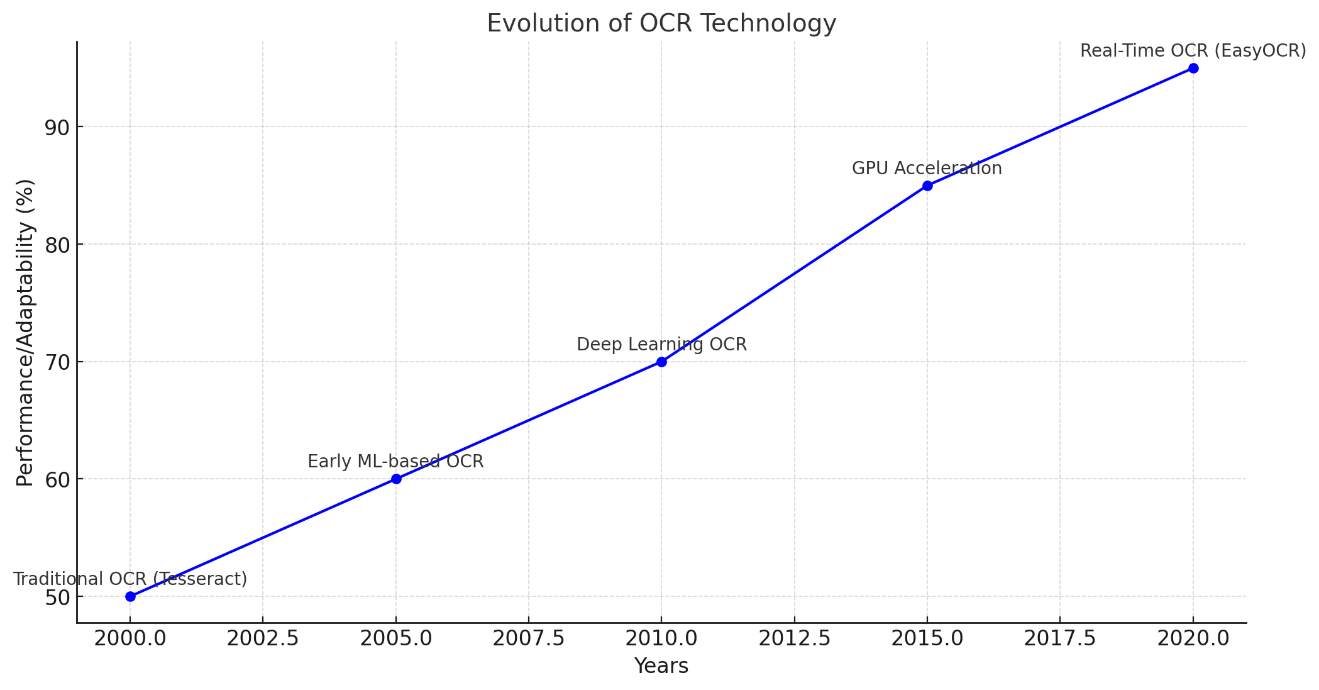 Evolution of OCR Technology
Real-Time OCR (EasyOCR)
90
GPU Acceleration
80
Performance/Adaptability (%)
70
Deep Learning OCR
Early ML-based OCR
60
Traditional OCR (Tesseract)
50
2000.0 2002.5 2005.0 2007.5 2010.0 2012.5 2015.0 2017.5 2020.0
Years